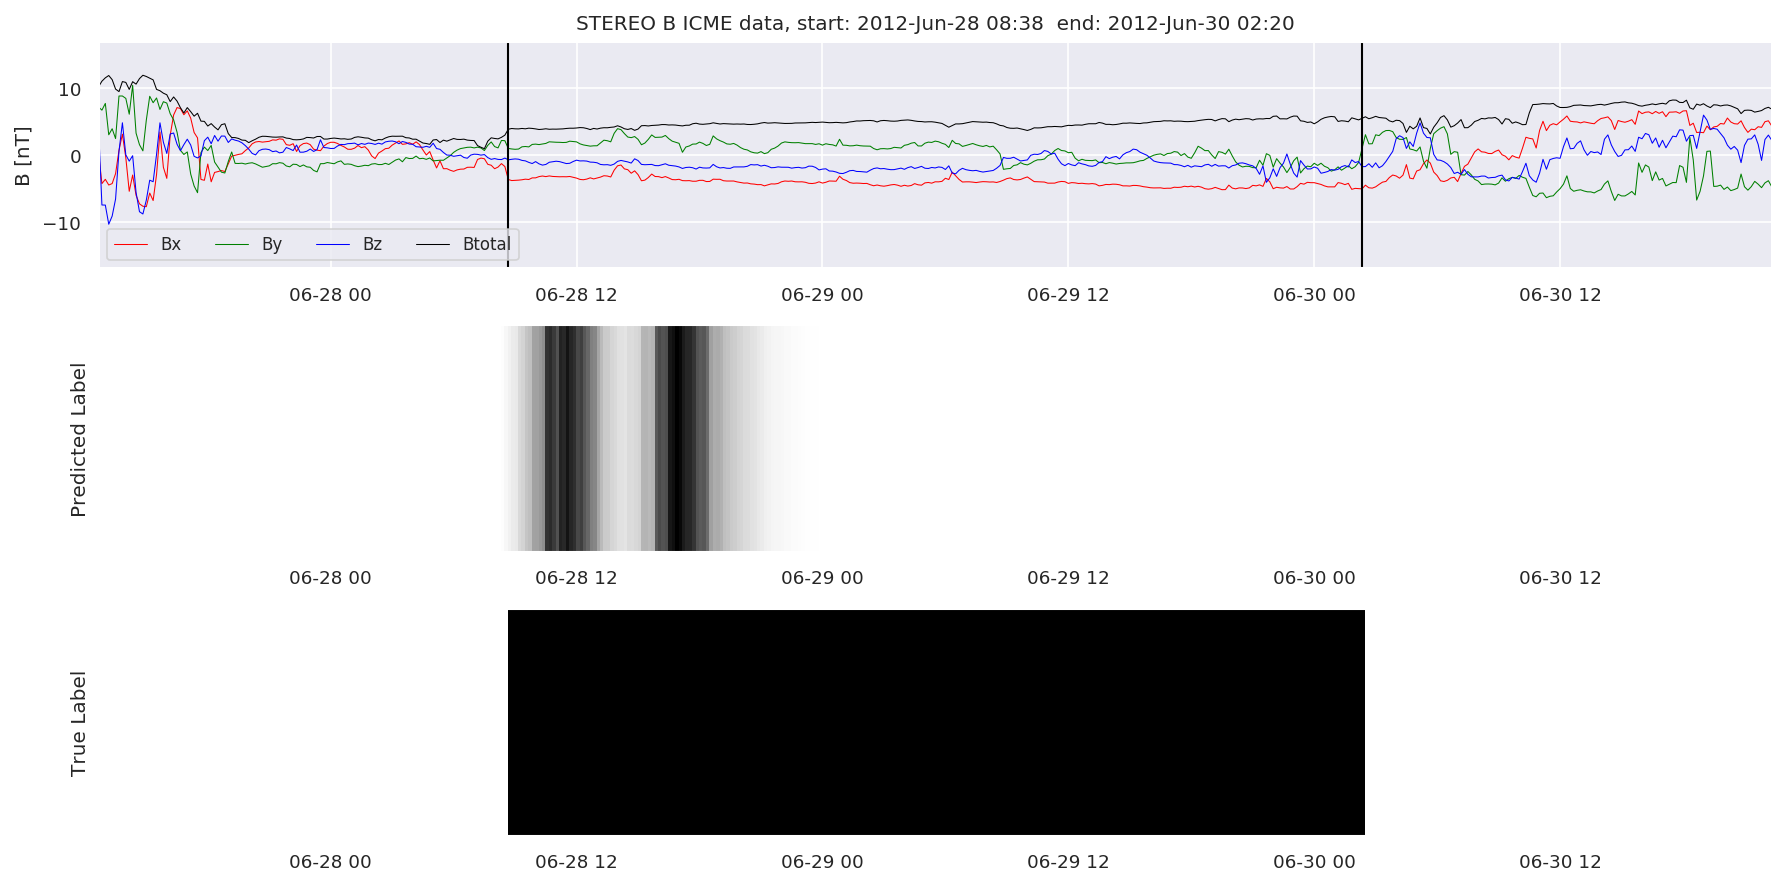 STEREO B ICME data, start: 2012-Jun-28 08:38  end: 2012-Jun-30 02:20
B [nT]
10
0
−10
Bx By Bz Btotal
06-28 00 06-28 12 06-29 00 06-29 12 06-30 00 06-30 12
Predicted Label
06-28 00 06-28 12 06-29 00 06-29 12 06-30 00 06-30 12
True Label
06-28 00 06-28 12 06-29 00 06-29 12 06-30 00 06-30 12